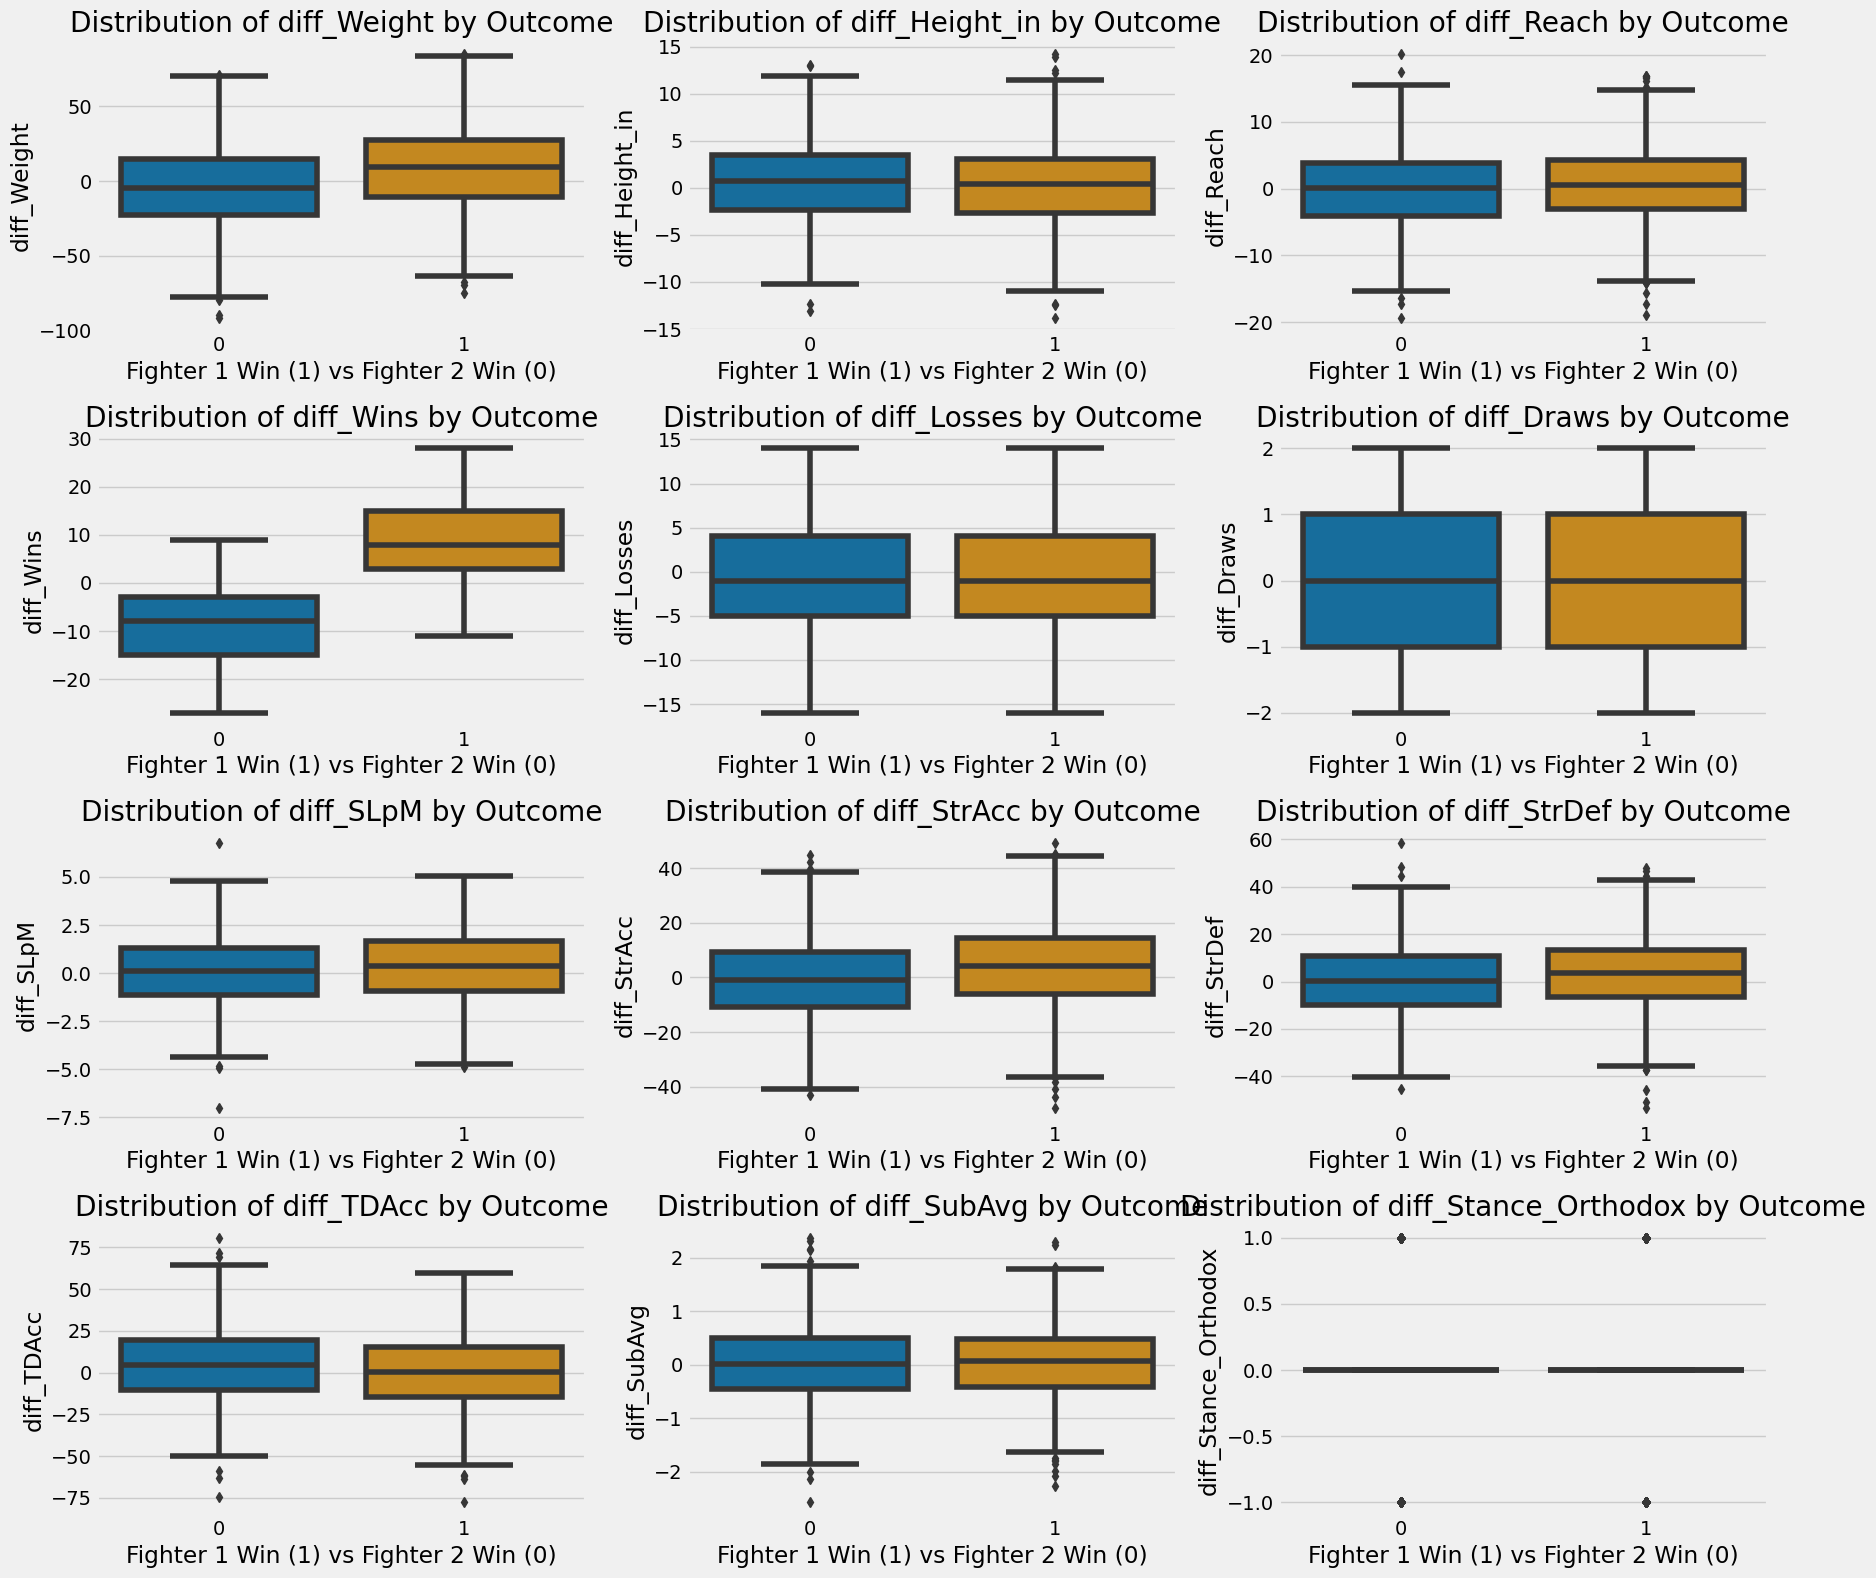 Distribution of diff_Weight by Outcome
diff_Weight
50
0
−50
−100
0 1
Fighter 1 Win (1) vs Fighter 2 Win (0)
Distribution of diff_Height_in by Outcome
diff_Height_in
15
10
5
0
−5
−10
−15
0 1
Fighter 1 Win (1) vs Fighter 2 Win (0)
Distribution of diff_Reach by Outcome
diff_Reach
20
10
0
−10
−20
0 1
Fighter 1 Win (1) vs Fighter 2 Win (0)
Distribution of diff_Wins by Outcome
diff_Wins
30
20
10
0
−10
−20
0 1
Fighter 1 Win (1) vs Fighter 2 Win (0)
Distribution of diff_Losses by Outcome
diff_Losses
15
10
5
0
−5
−10
−15
0 1
Fighter 1 Win (1) vs Fighter 2 Win (0)
Distribution of diff_Draws by Outcome
diff_Draws
2
1
0
−1
−2
0 1
Fighter 1 Win (1) vs Fighter 2 Win (0)
Distribution of diff_SLpM by Outcome
diff_SLpM
5.0
2.5
0.0
−2.5
−5.0
−7.5
0 1
Fighter 1 Win (1) vs Fighter 2 Win (0)
Distribution of diff_StrAcc by Outcome
diff_StrAcc
40
20
0
−20
−40
0 1
Fighter 1 Win (1) vs Fighter 2 Win (0)
Distribution of diff_StrDef by Outcome
diff_StrDef
60
40
20
0
−20
−40
0 1
Fighter 1 Win (1) vs Fighter 2 Win (0)
Distribution of diff_TDAcc by Outcome
diff_TDAcc
75
50
25
0
−25
−50
−75
0 1
Fighter 1 Win (1) vs Fighter 2 Win (0)
Distribution of diff_SubAvg by Outcome
diff_SubAvg
2
1
0
−1
−2
0 1
Fighter 1 Win (1) vs Fighter 2 Win (0)
Distribution of diff_Stance_Orthodox by Outcome
diff_Stance_Orthodox
1.0
0.5
0.0
−0.5
−1.0
0 1
Fighter 1 Win (1) vs Fighter 2 Win (0)